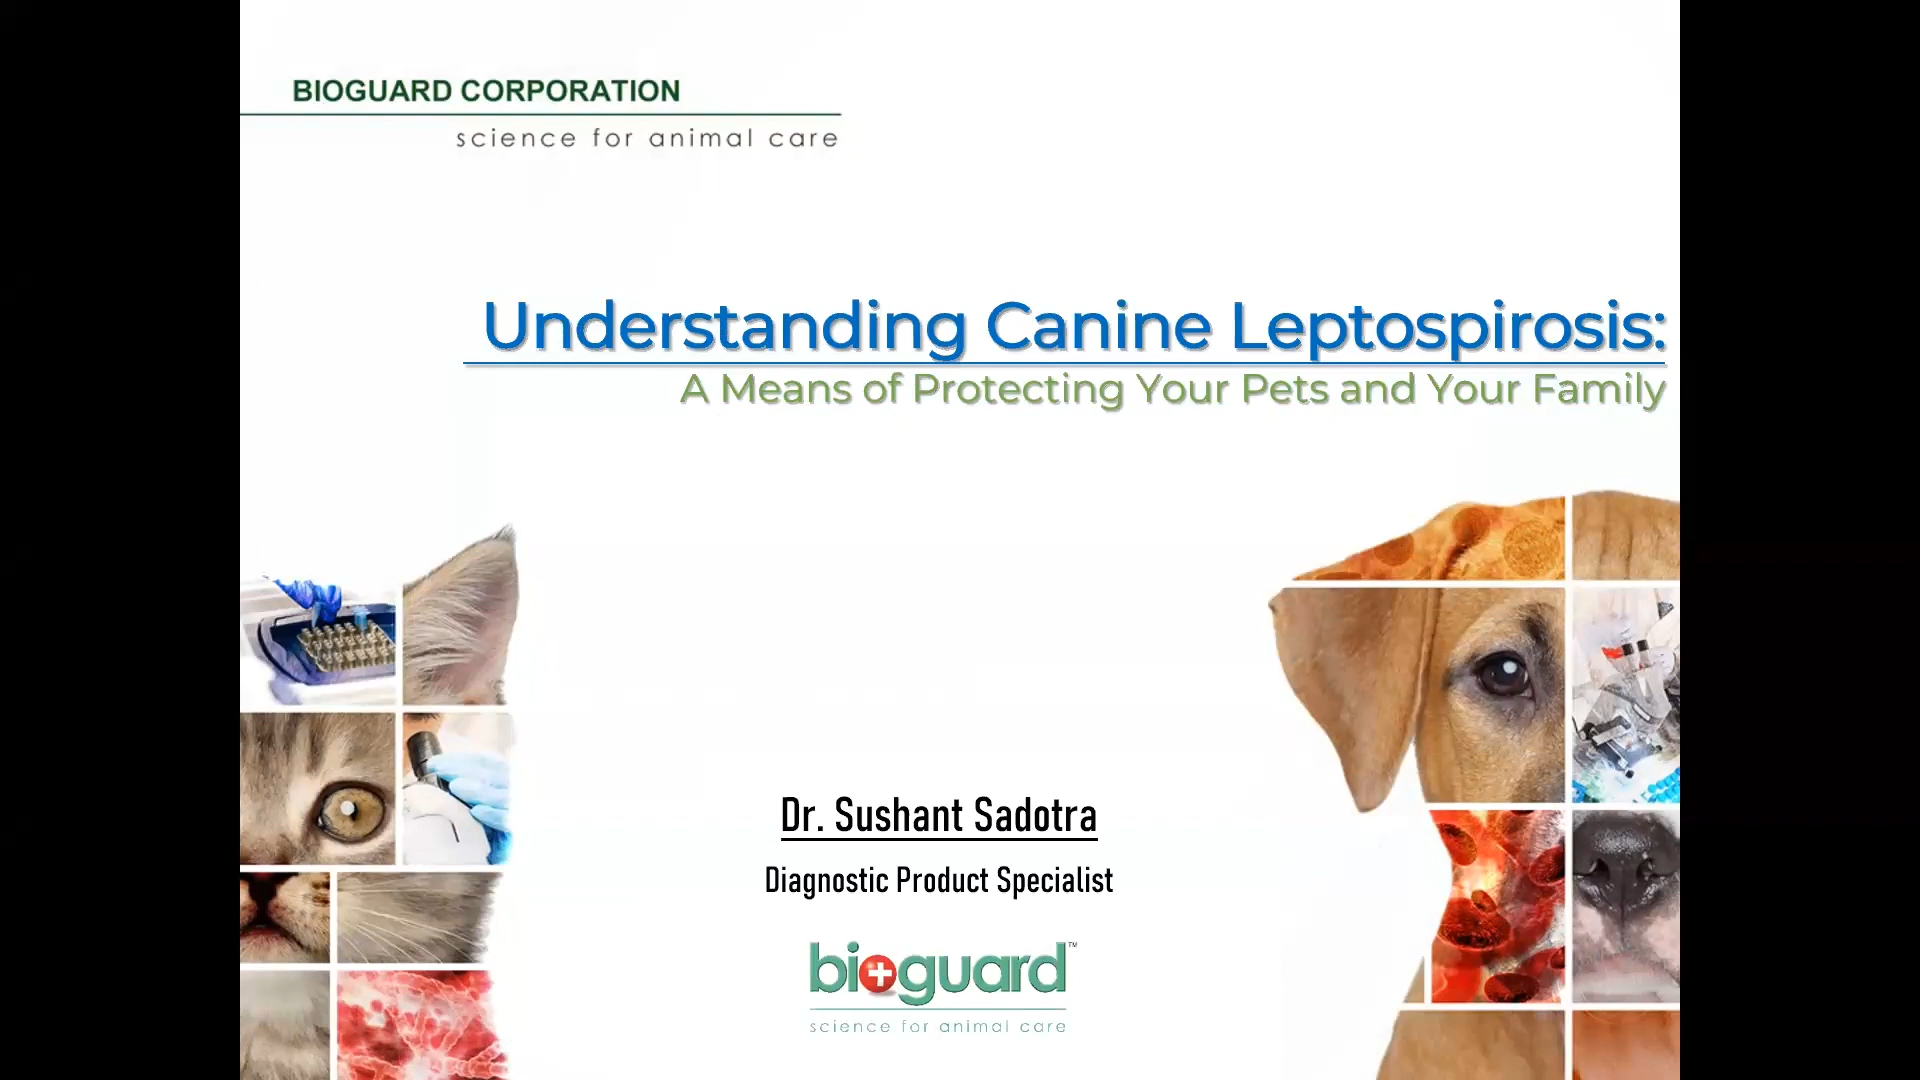 BIOGUARD CORPORATION
science for animal care
Understanding Canine Leptospirosis:
A Means of Protecting Your Pets and Your Family
Dr. Sushant Sadotra
Diagnostic Product Specialist
bioguard™
science for animal care